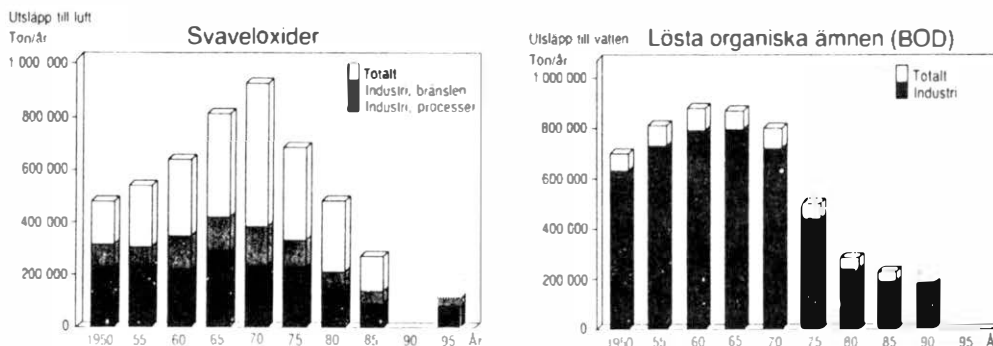 Utsläpp till luft
Ton/år
Svaveloxider
1 000 000
800 000
600 000
400 000
200 000
0
Totalt
Industri, bränslen
Industri, processer
1950 55 60 65 70 75 80 85 90 95 År
Utsläpp till vatten
Lösta organiska ämnen (BOD)
Ton/år
1 000 000
800 000
600 000
400 000
200 000
0
Totalt
Industri
1950 55 60 65 70 75 80 85 90 95